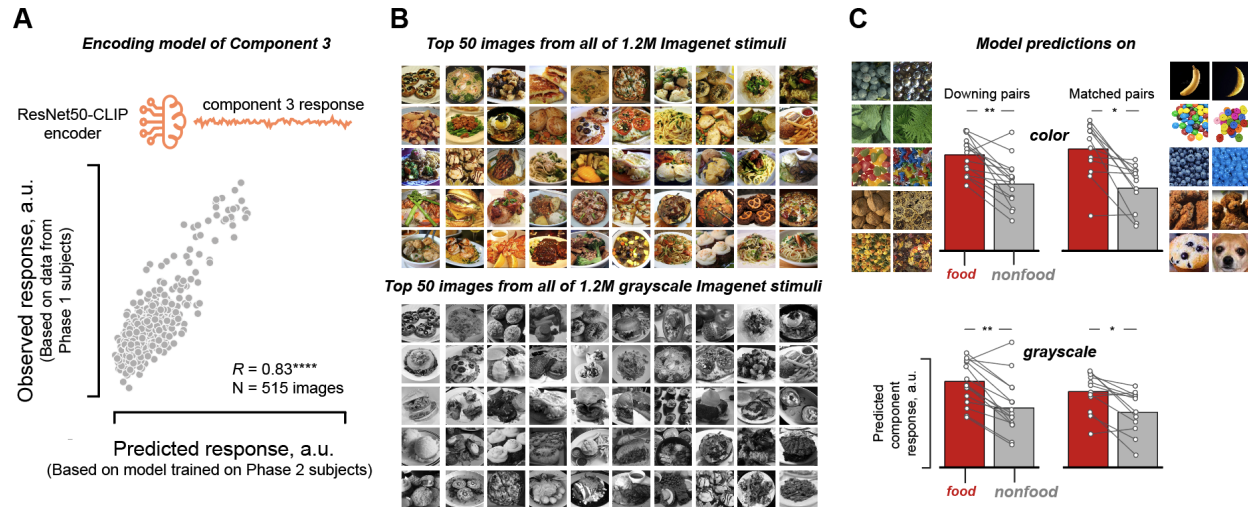 A
Encoding model of Component 3
ResNet50-CLIP
encoder
component 3 response
Observed response, a.u.
(Based on data from
Phase 1 subjects)
R = 0.83****
N = 515 images
Predicted response, a.u.
(Based on model trained on Phase 2 subjects)
B
Top 50 images from all of 1.2M Imagenet stimuli
Top 50 images from all of 1.2M grayscale Imagenet stimuli
C
Model predictions on
Downing pairs
Matched pairs
**
*
color
food
nonfood
**
*
grayscale
Predicted
component
response, a.u.
food
nonfood